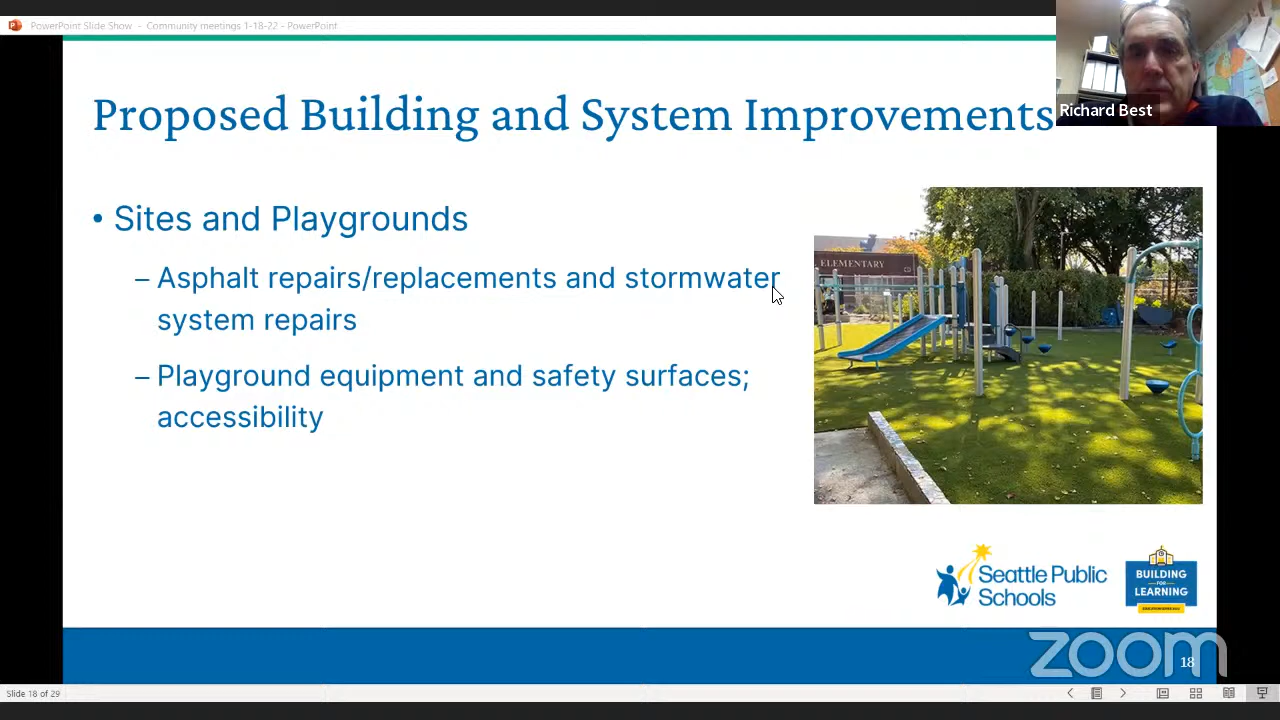 PowerPoint Slide Show - Community meetings 1-18-22 - PowerPoint
Richard Best
Proposed Building and System Improvements
• Sites and Playgrounds
– Asphalt repairs/replacements and stormwater
system repairs
– Playground equipment and safety surfaces;
accessibility
ELEMENTARY
Seattle Public
Schools
BUILDING
FOR
LEARNING
zoom
18
Slide 18 of 29